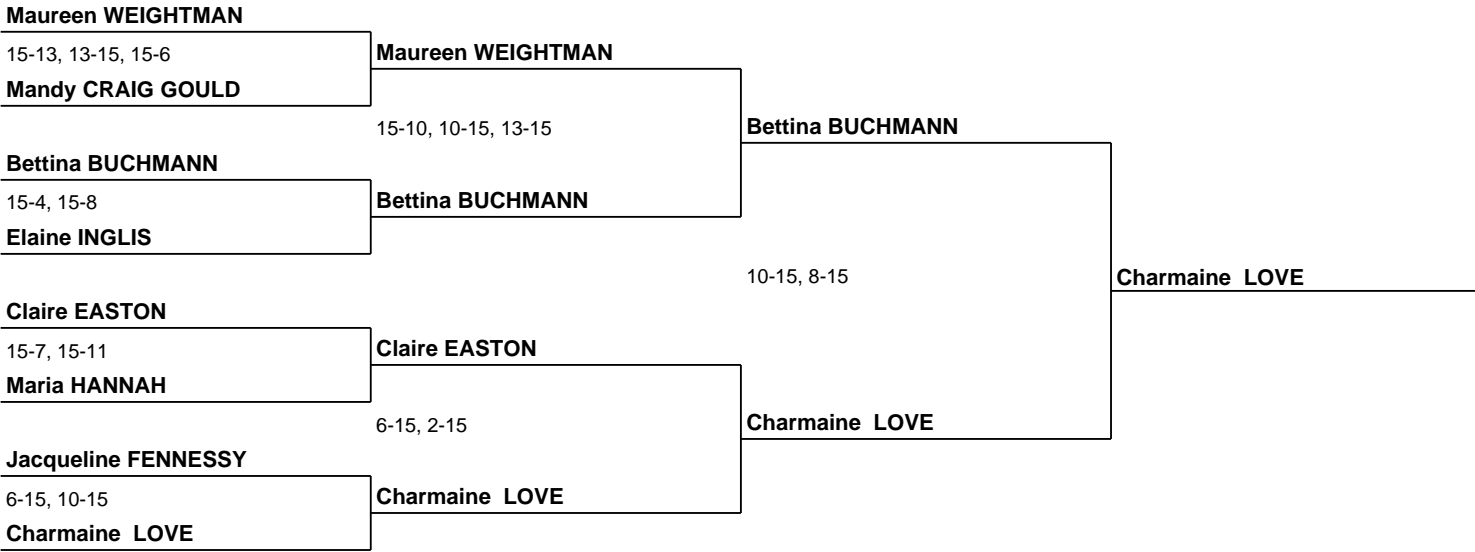 Maureen WEIGHTMAN
15-13, 13-15, 15-6
Maureen WEIGHTMAN
Mandy CRAIG GOULD
15-10, 10-15, 13-15
Bettina BUCHMANN
Bettina BUCHMANN
15-4, 15-8
Bettina BUCHMANN
Elaine INGLIS
10-15, 8-15
Charmaine LOVE
Claire EASTON
15-7, 15-11
Claire EASTON
Maria HANNAH
6-15, 2-15
Charmaine LOVE
Jacqueline FENNESSY
6-15, 10-15
Charmaine LOVE
Charmaine LOVE